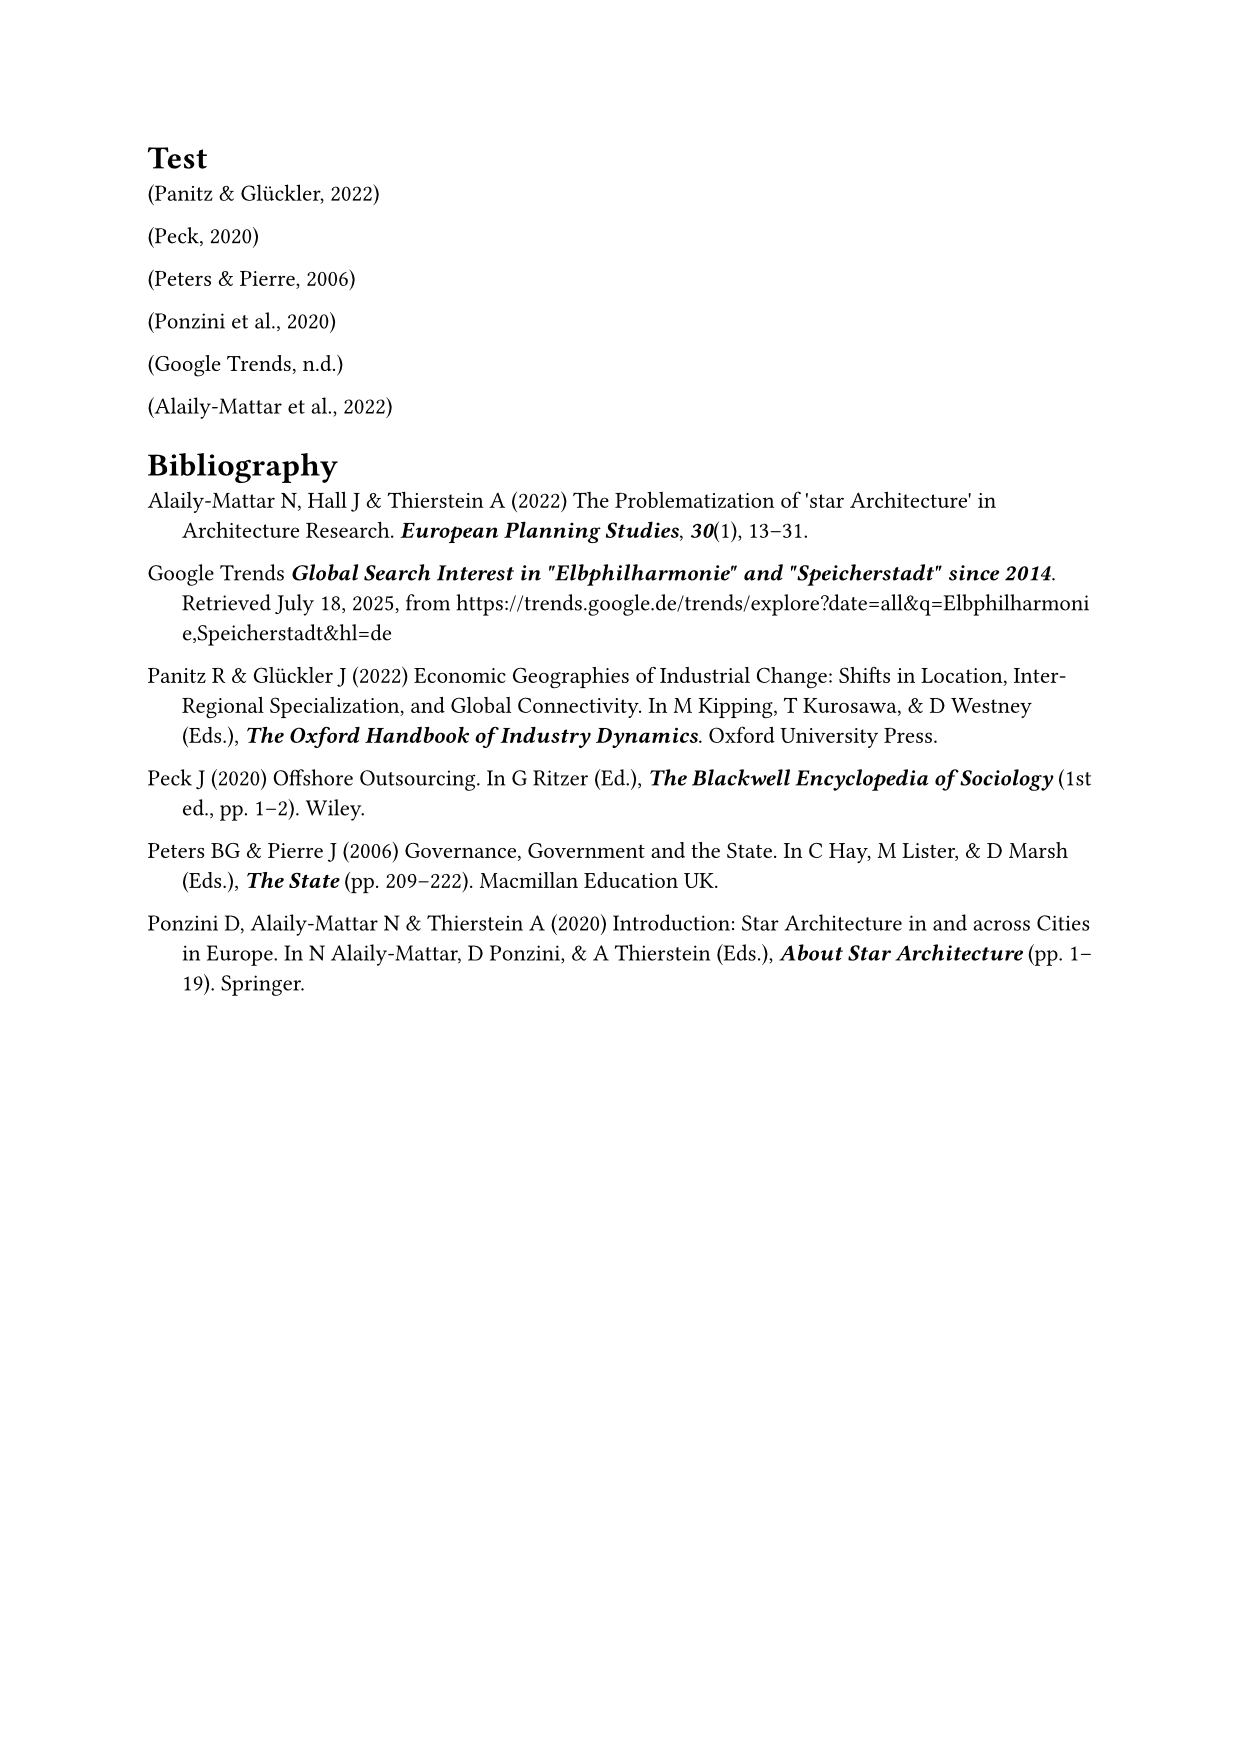 Test
(Panitz & Glückler, 2022)
(Peck, 2020)
(Peters & Pierre, 2006)
(Ponzini et al., 2020)
(Google Trends, n.d.)
(Alaily-Mattar et al., 2022)
Bibliography
Alaily-Mattar N, Hall J & Thierstein A (2022) The Problematization of 'star Architecture' in
Architecture Research. European Planning Studies, 30(1), 13–31.
Google Trends Global Search Interest in "Elbphilharmonie" and "Speicherstadt" since 2014.
Retrieved July 18, 2025, from https://trends.google.de/trends/explore?date=all&q=Elbphilharmoni
e,Speicherstadt&hl=de
Panitz R & Glückler J (2022) Economic Geographies of Industrial Change: Shifts in Location, Inter-
Regional Specialization, and Global Connectivity. In M Kipping, T Kurosawa, & D Westney
(Eds.), The Oxford Handbook of Industry Dynamics. Oxford University Press.
Peck J (2020) Offshore Outsourcing. In G Ritzer (Ed.), The Blackwell Encyclopedia of Sociology (1st
ed., pp. 1–2). Wiley.
Peters BG & Pierre J (2006) Governance, Government and the State. In C Hay, M Lister, & D Marsh
(Eds.), The State (pp. 209–222). Macmillan Education UK.
Ponzini D, Alaily-Mattar N & Thierstein A (2020) Introduction: Star Architecture in and across Cities
in Europe. In N Alaily-Mattar, D Ponzini, & A Thierstein (Eds.), About Star Architecture (pp. 1–
19). Springer.